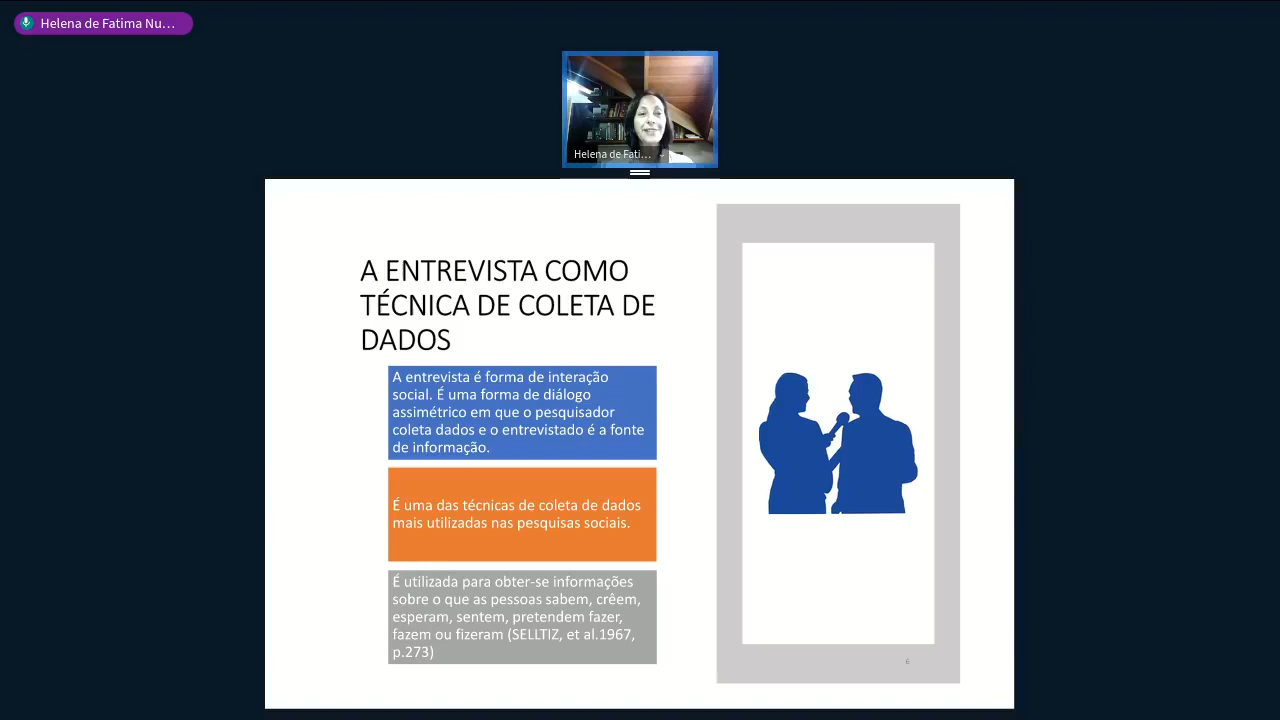 Helena de Fatima Nu...
Helena de Fati...
A ENTREVISTA COMO
TÉCNICA DE COLETA DE
DADOS
A entrevista é forma de interação
social. É uma forma de diálogo
assimétrico em que o pesquisador
coleta dados e o entrevistado é a fonte
de informação.
É uma das técnicas de coleta de dados
mais utilizadas nas pesquisas sociais.
É utilizada para obter-se informações
sobre o que as pessoas sabem, crêem,
esperam, sentem, pretendem fazer,
fazem ou fizeram (SELLTIZ, et al.1967,
p.273)
6